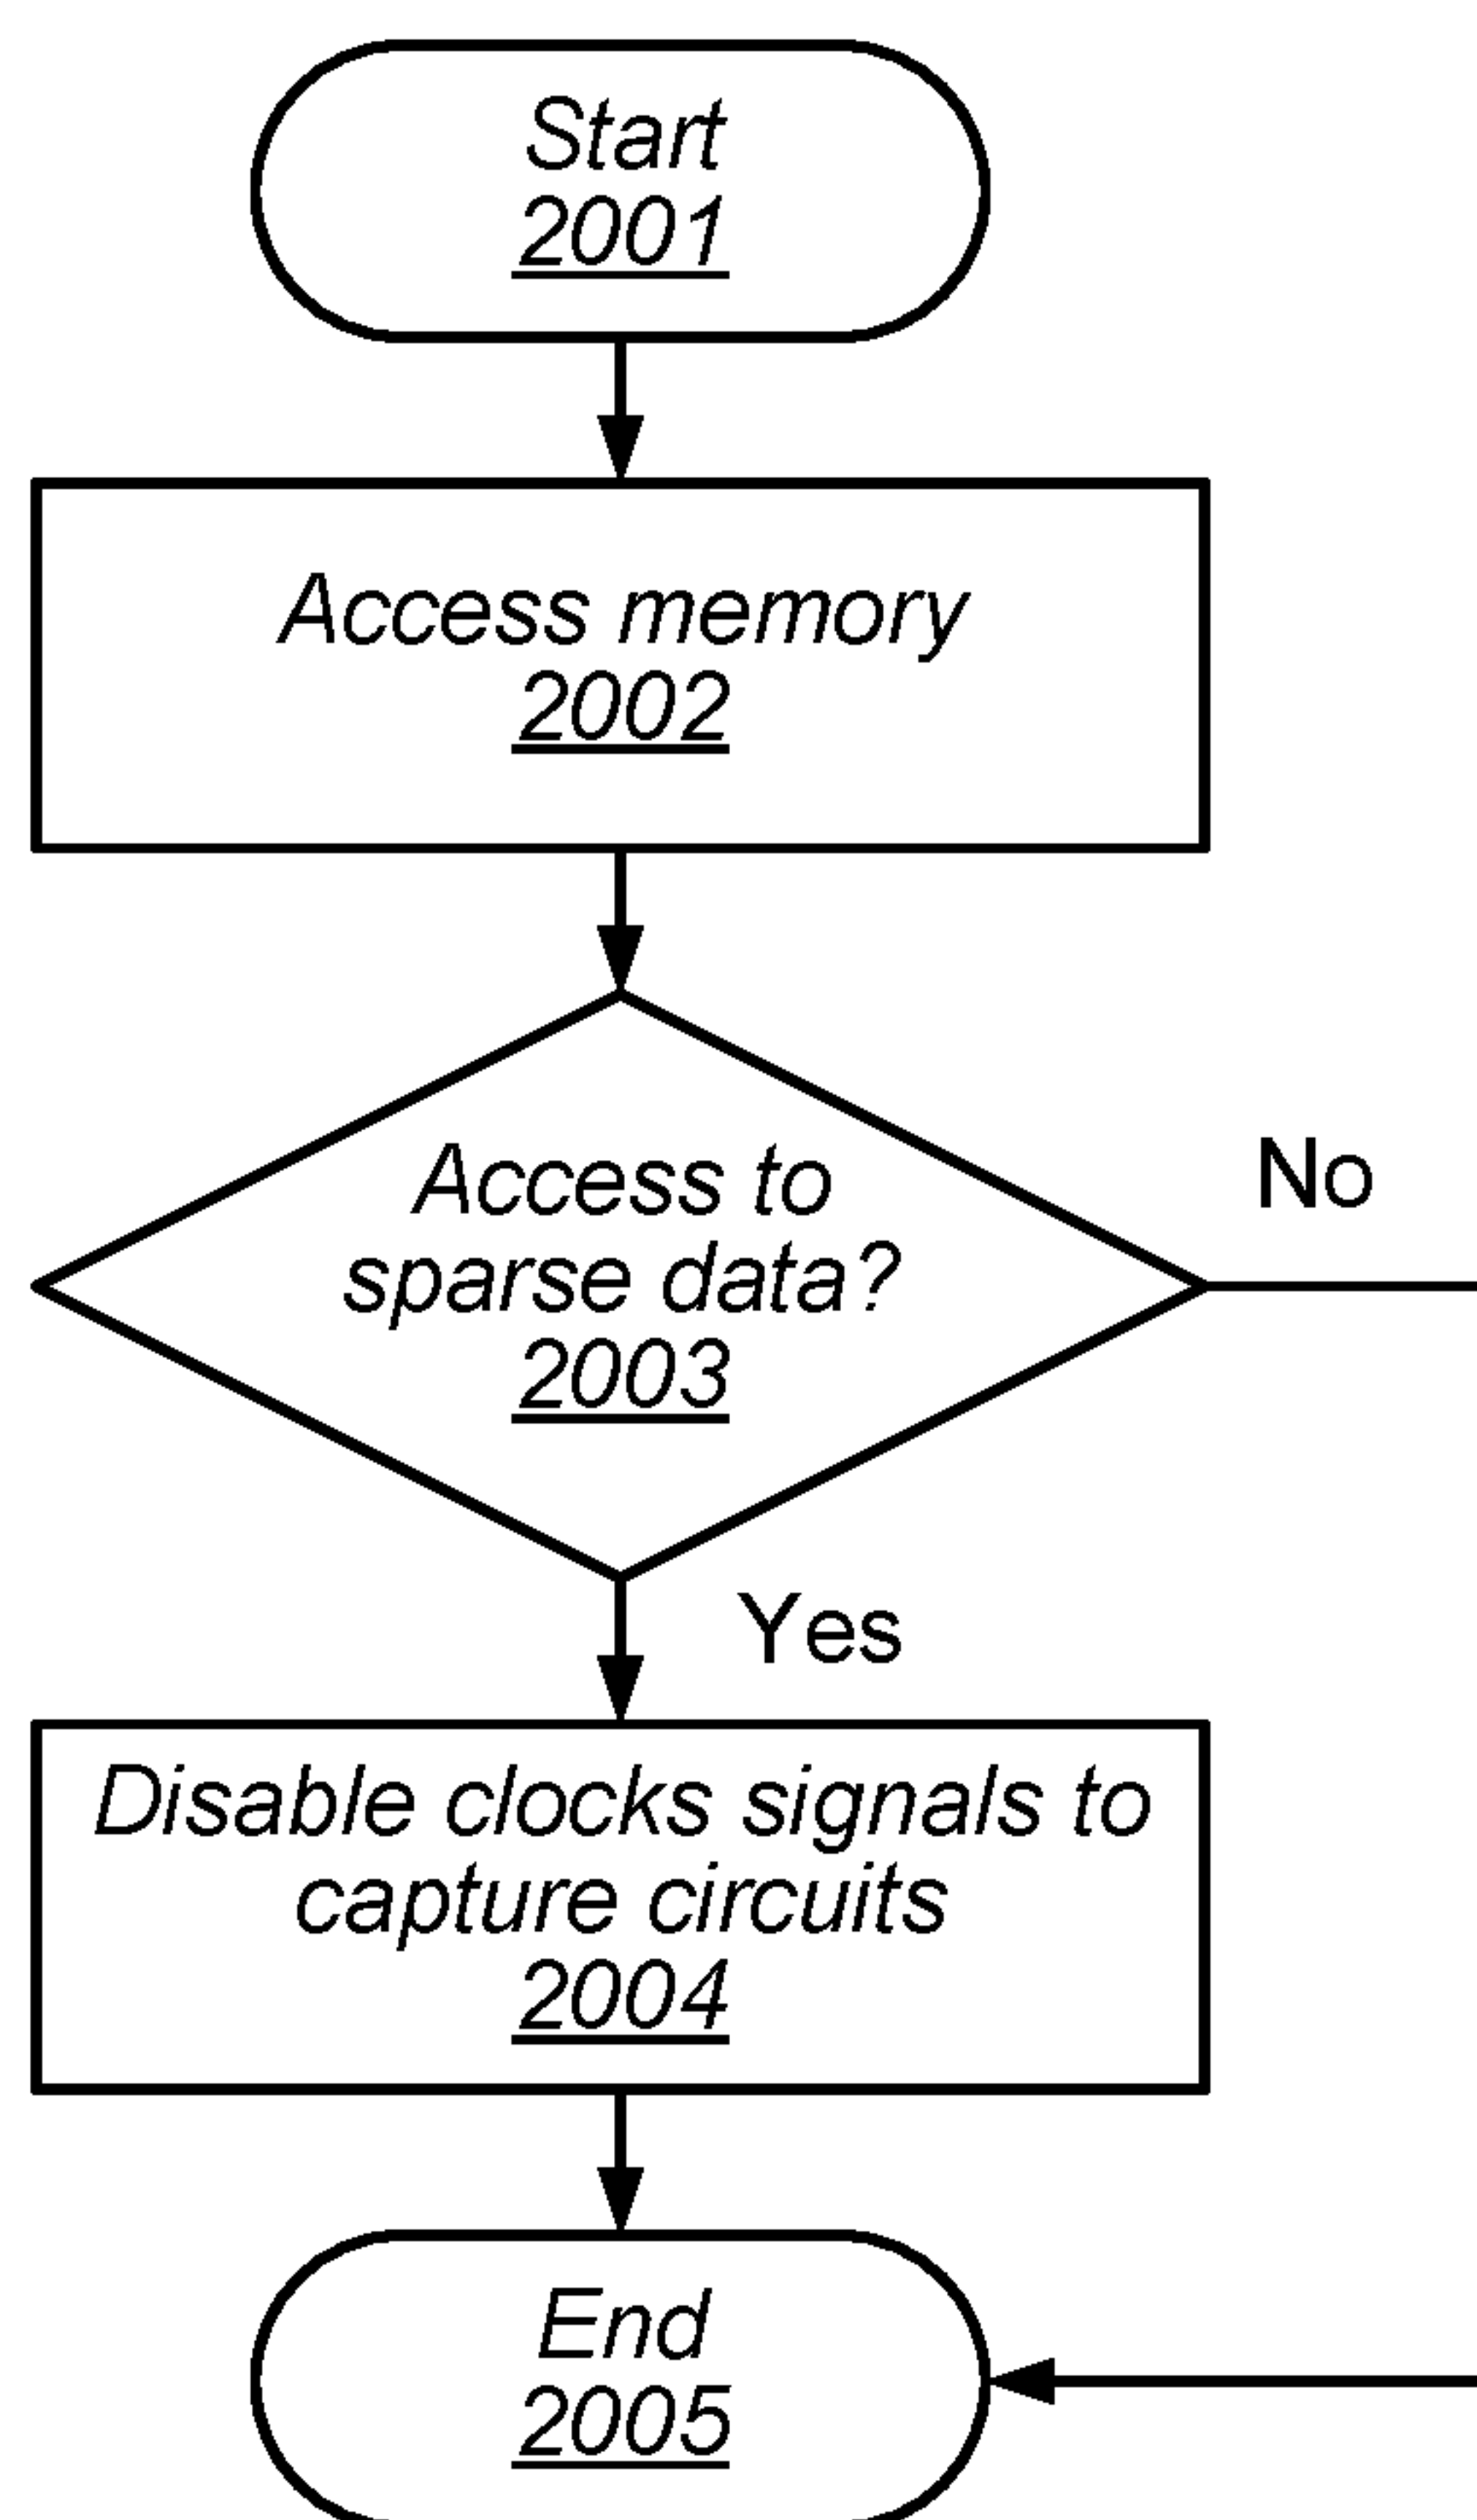 Start
2001
Access memory
2002
Access to
sparse data?
2003
No
Yes
Disable clocks signals to
capture circuits
2004
End
2005